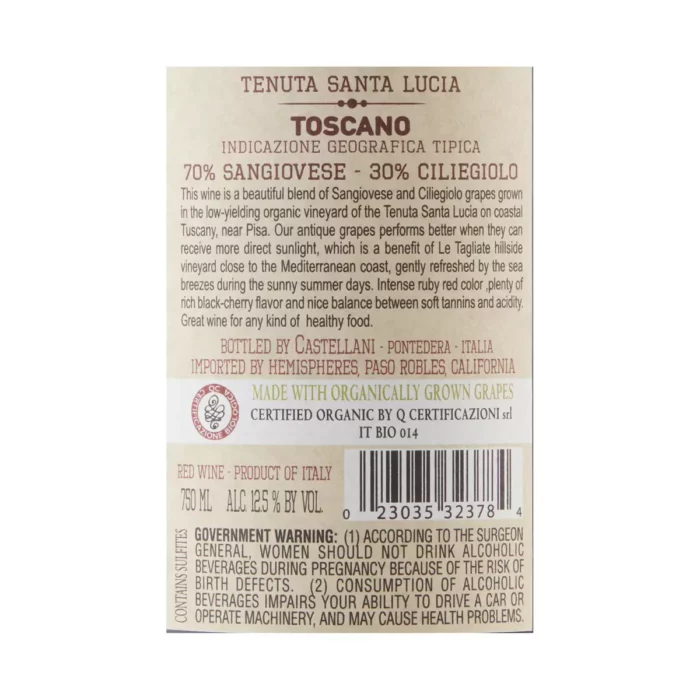 TENUTA SANTA LUCIA
TOSCANO
INDICAZIONE GEOGRAFICA TIPICA
70% SANGIOVESE - 30% CILIEGIOLO
This wine is a beautiful blend of Sangiovese and Ciliegiolo grapes grown
in the low-yielding organic vineyard of the Tenuta Santa Lucia on coastal
Tuscany, near Pisa. Our antique grapes performs better when they can
receive more direct sunlight, which is a benefit of Le Tagliate hillside
vineyard close to the Mediterranean coast, gently refreshed by the sea
breezes during the sunny summer days. Intense ruby red color ,plenty of
rich black-cherry flavor and nice balance between soft tannins and acidity.
Great wine for any kind of healthy food.
BOTTLED BY CASTELLANI - PONTEDERA - ITALIA
IMPORTED BY HEMISPHERES, PASO ROBLES, CALIFORNIA
MADE WITH ORGANICALLY GROWN GRAPES
CERTIFIED ORGANIC BY Q CERTIFICAZIONI srl
IT BIO 014
QC CERTIFICAZIONE BIOLOGICA
RED WINE - PRODUCT OF ITALY
750 ML ALC. 12.5 % BY VOL.
0 23035 32378 4
CONTAINS SULFITES
GOVERNMENT WARNING: (1) ACCORDING TO THE SURGEON
GENERAL, WOMEN SHOULD NOT DRINK ALCOHOLIC
BEVERAGES DURING PREGNANCY BECAUSE OF THE RISK OF
BIRTH DEFECTS. (2) CONSUMPTION OF ALCOHOLIC
BEVERAGES IMPAIRS YOUR ABILITY TO DRIVE A CAR OR
OPERATE MACHINERY, AND MAY CAUSE HEALTH PROBLEMS.